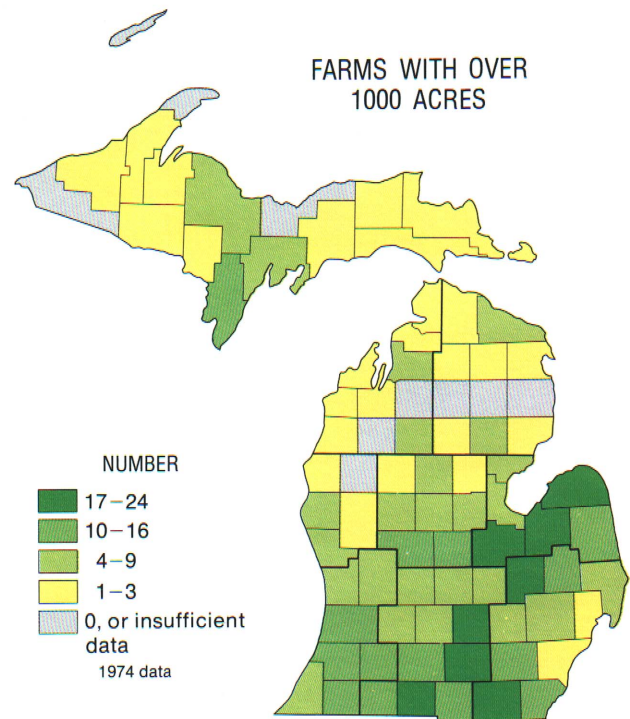 FARMS WITH OVER
1000 ACRES
NUMBER
17–24
10–16
4–9
1–3
0, or insufficient
data
1974 data